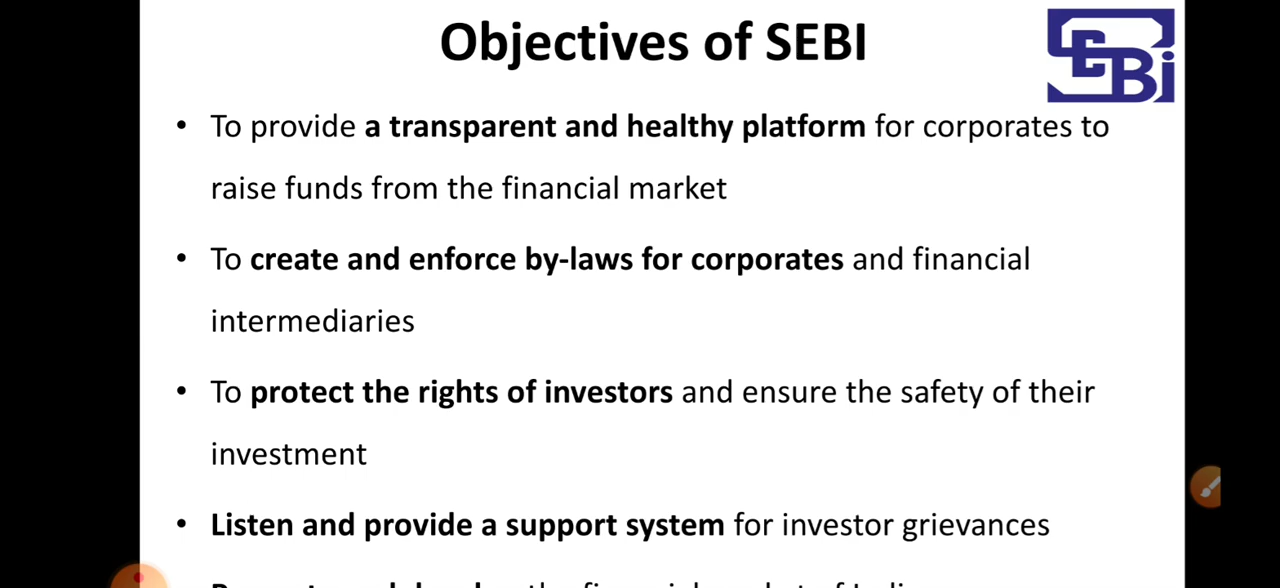 Objectives of SEBI
SEBi
• To provide a transparent and healthy platform for corporates to
raise funds from the financial market
• To create and enforce by-laws for corporates and financial
intermediaries
• To protect the rights of investors and ensure the safety of their
investment
• Listen and provide a support system for investor grievances